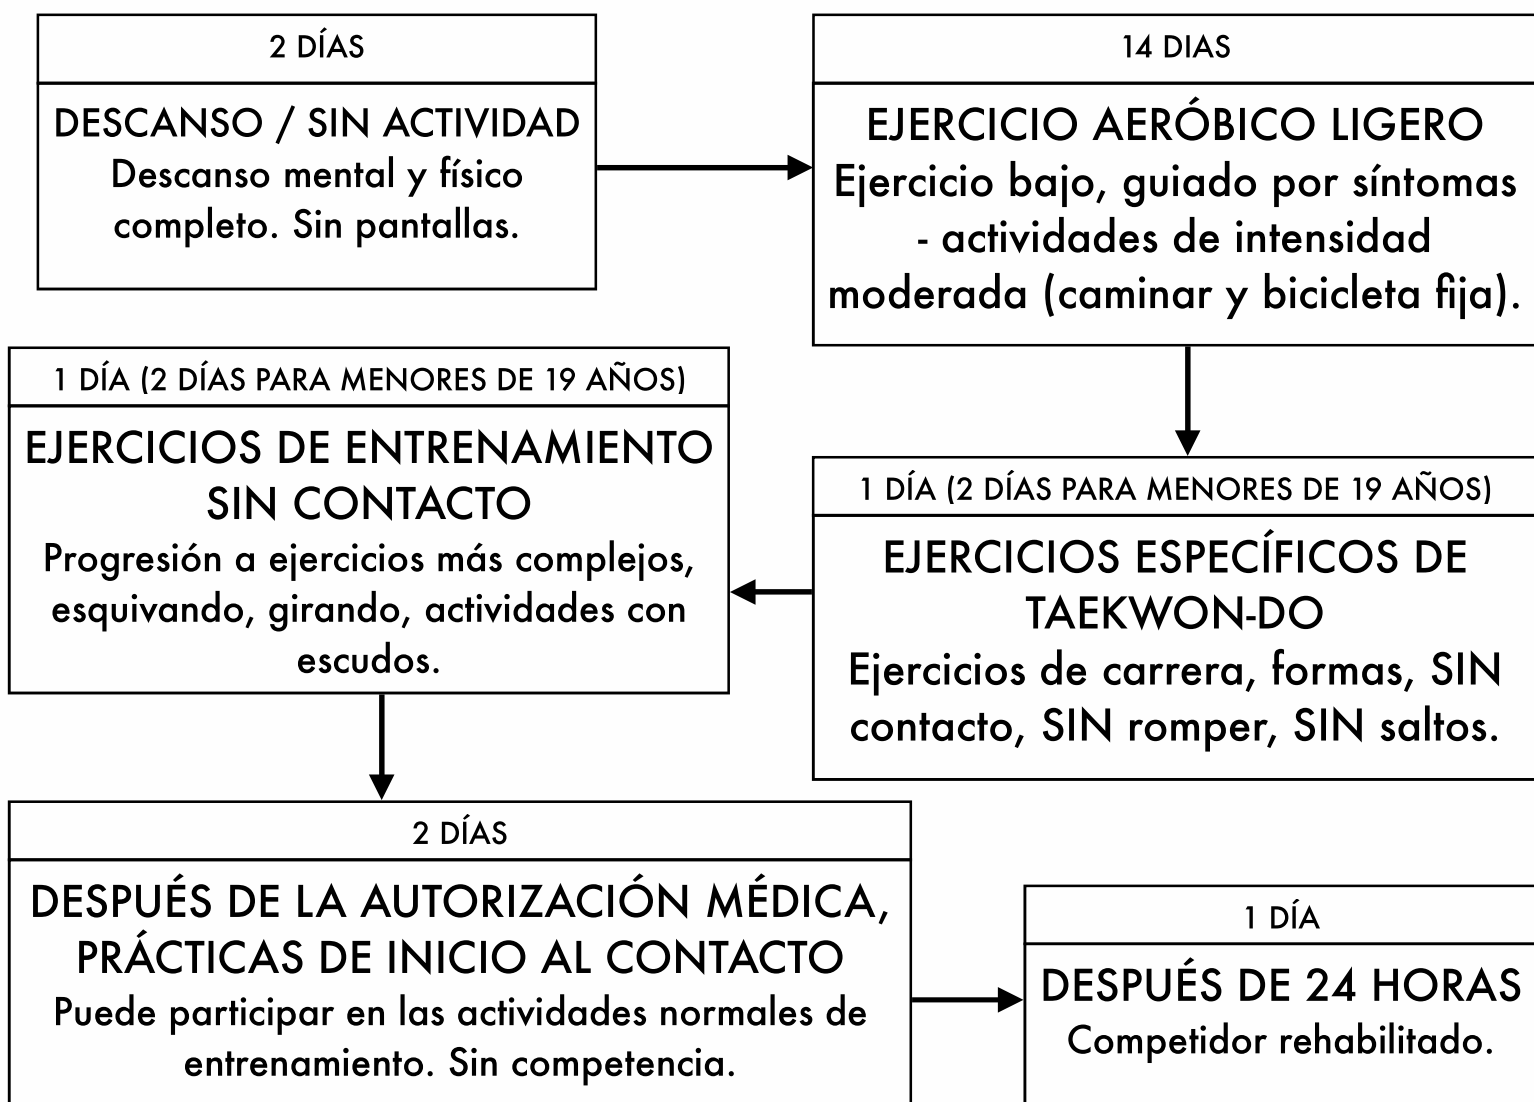 2 DÍAS
DESCANSO / SIN ACTIVIDAD
Descanso mental y físico
completo. Sin pantallas.
14 DIAS
EJERCICIO AERÓBICO LIGERO
Ejercicio bajo, guiado por síntomas
- actividades de intensidad
moderada (caminar y bicicleta fija).
1 DÍA (2 DÍAS PARA MENORES DE 19 AÑOS)
EJERCICIOS ESPECÍFICOS DE
TAEKWON-DO
Ejercicios de carrera, formas, SIN
contacto, SIN romper, SIN saltos.
1 DÍA (2 DÍAS PARA MENORES DE 19 AÑOS)
EJERCICIOS DE ENTRENAMIENTO
SIN CONTACTO
Progresión a ejercicios más complejos,
esquivando, girando, actividades con
escudos.
2 DÍAS
DESPUÉS DE LA AUTORIZACIÓN MÉDICA,
PRÁCTICAS DE INICIO AL CONTACTO
Puede participar en las actividades normales de
entrenamiento. Sin competencia.
1 DÍA
DESPUÉS DE 24 HORAS
Competidor rehabilitado.